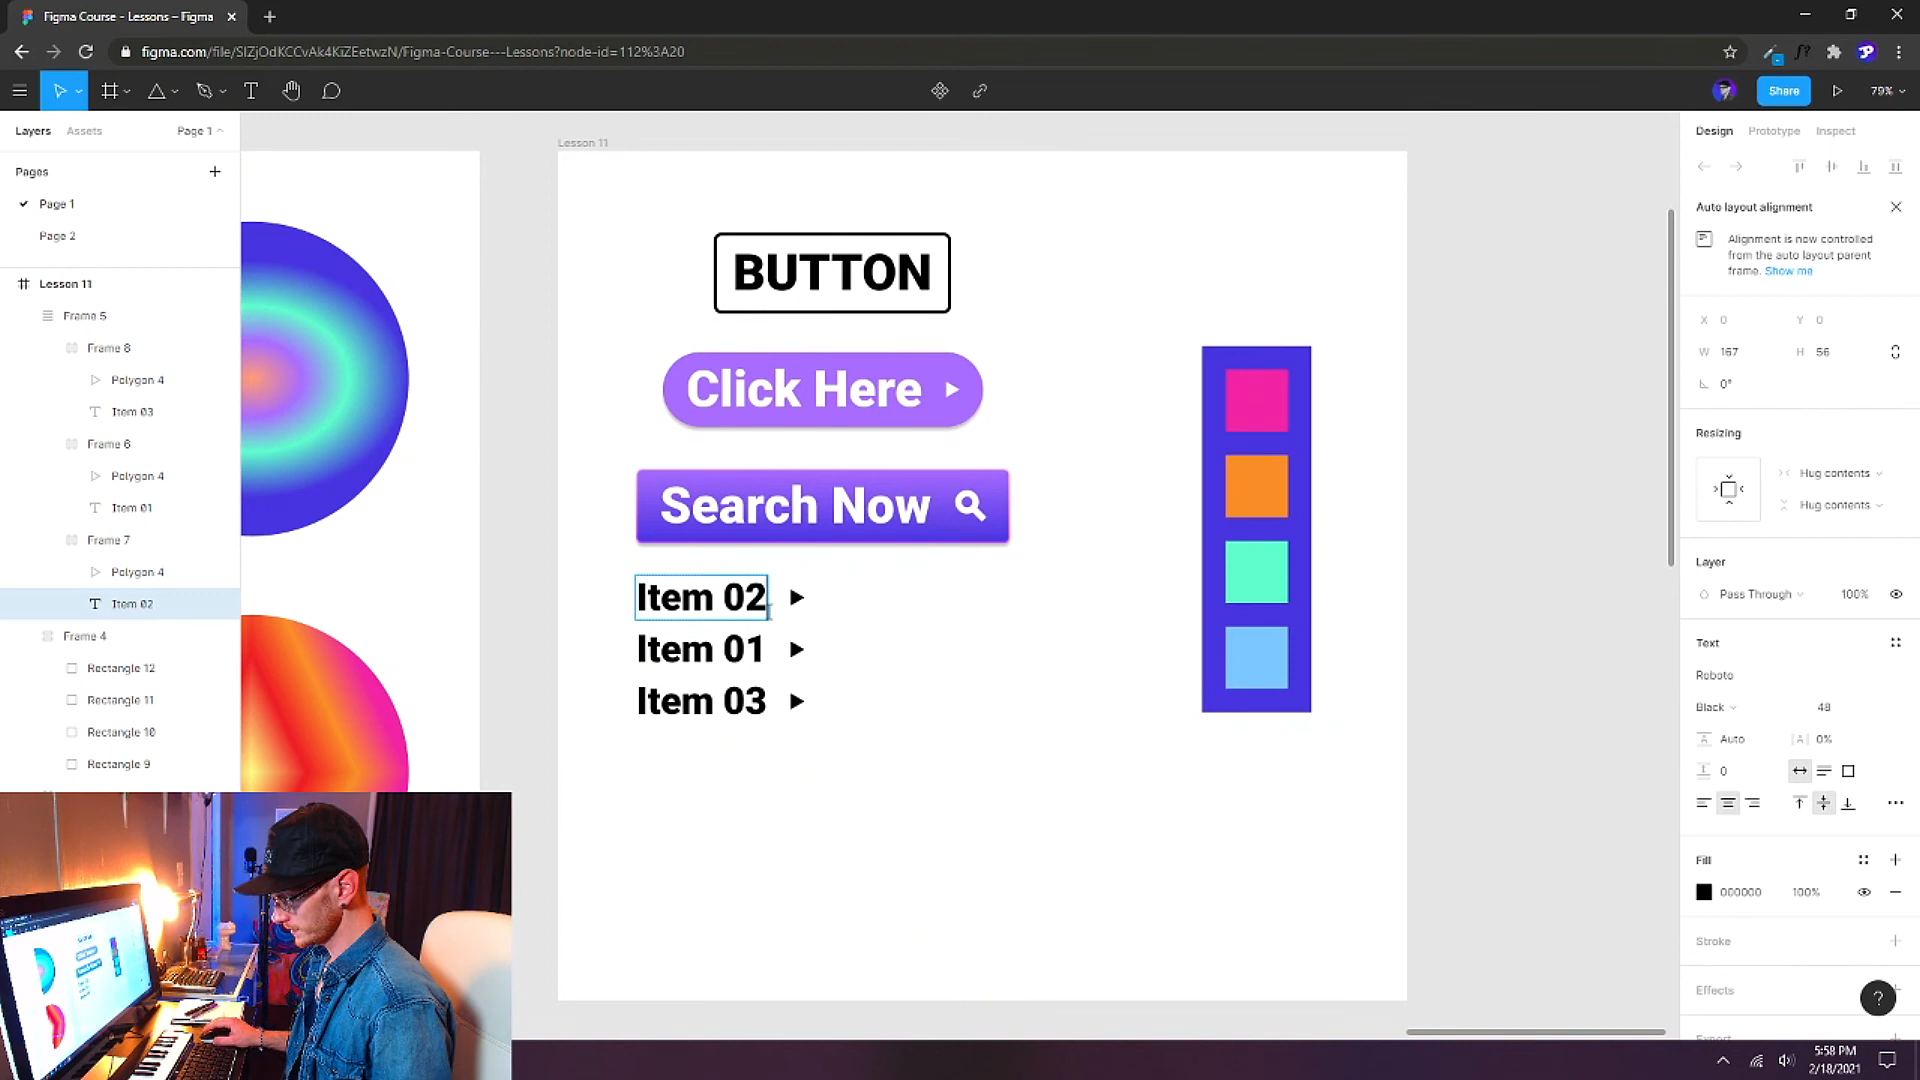 Figma Course - Lessons – Figma
figma.com/file/SIZjOdKCCvAk4KiZEetwzN/Figma-Course---Lessons?node-id=112%3A20
Share
79%
Layers
Assets
Page 1
Pages
Page 1
Page 2
Lesson 11
Frame 5
Frame 8
Polygon 4
Item 03
Frame 6
Polygon 4
Item 01
Frame 7
Polygon 4
Item 02
Frame 4
Rectangle 12
Rectangle 11
Rectangle 10
Rectangle 9
Lesson 11
BUTTON
Click Here
Search Now
Item 02
Item 01
Item 03
Design
Prototype
Inspect
Auto layout alignment
Alignment is now controlled
from the auto layout parent
frame. Show me
X 0
Y 0
W 167
H 56
0°
Resizing
Hug contents
Hug contents
Layer
Pass Through
100%
Text
Roboto
Black
48
Auto
0%
0
Fill
000000
100%
Stroke
Effects
Export
?
5:58 PM
2/18/2021